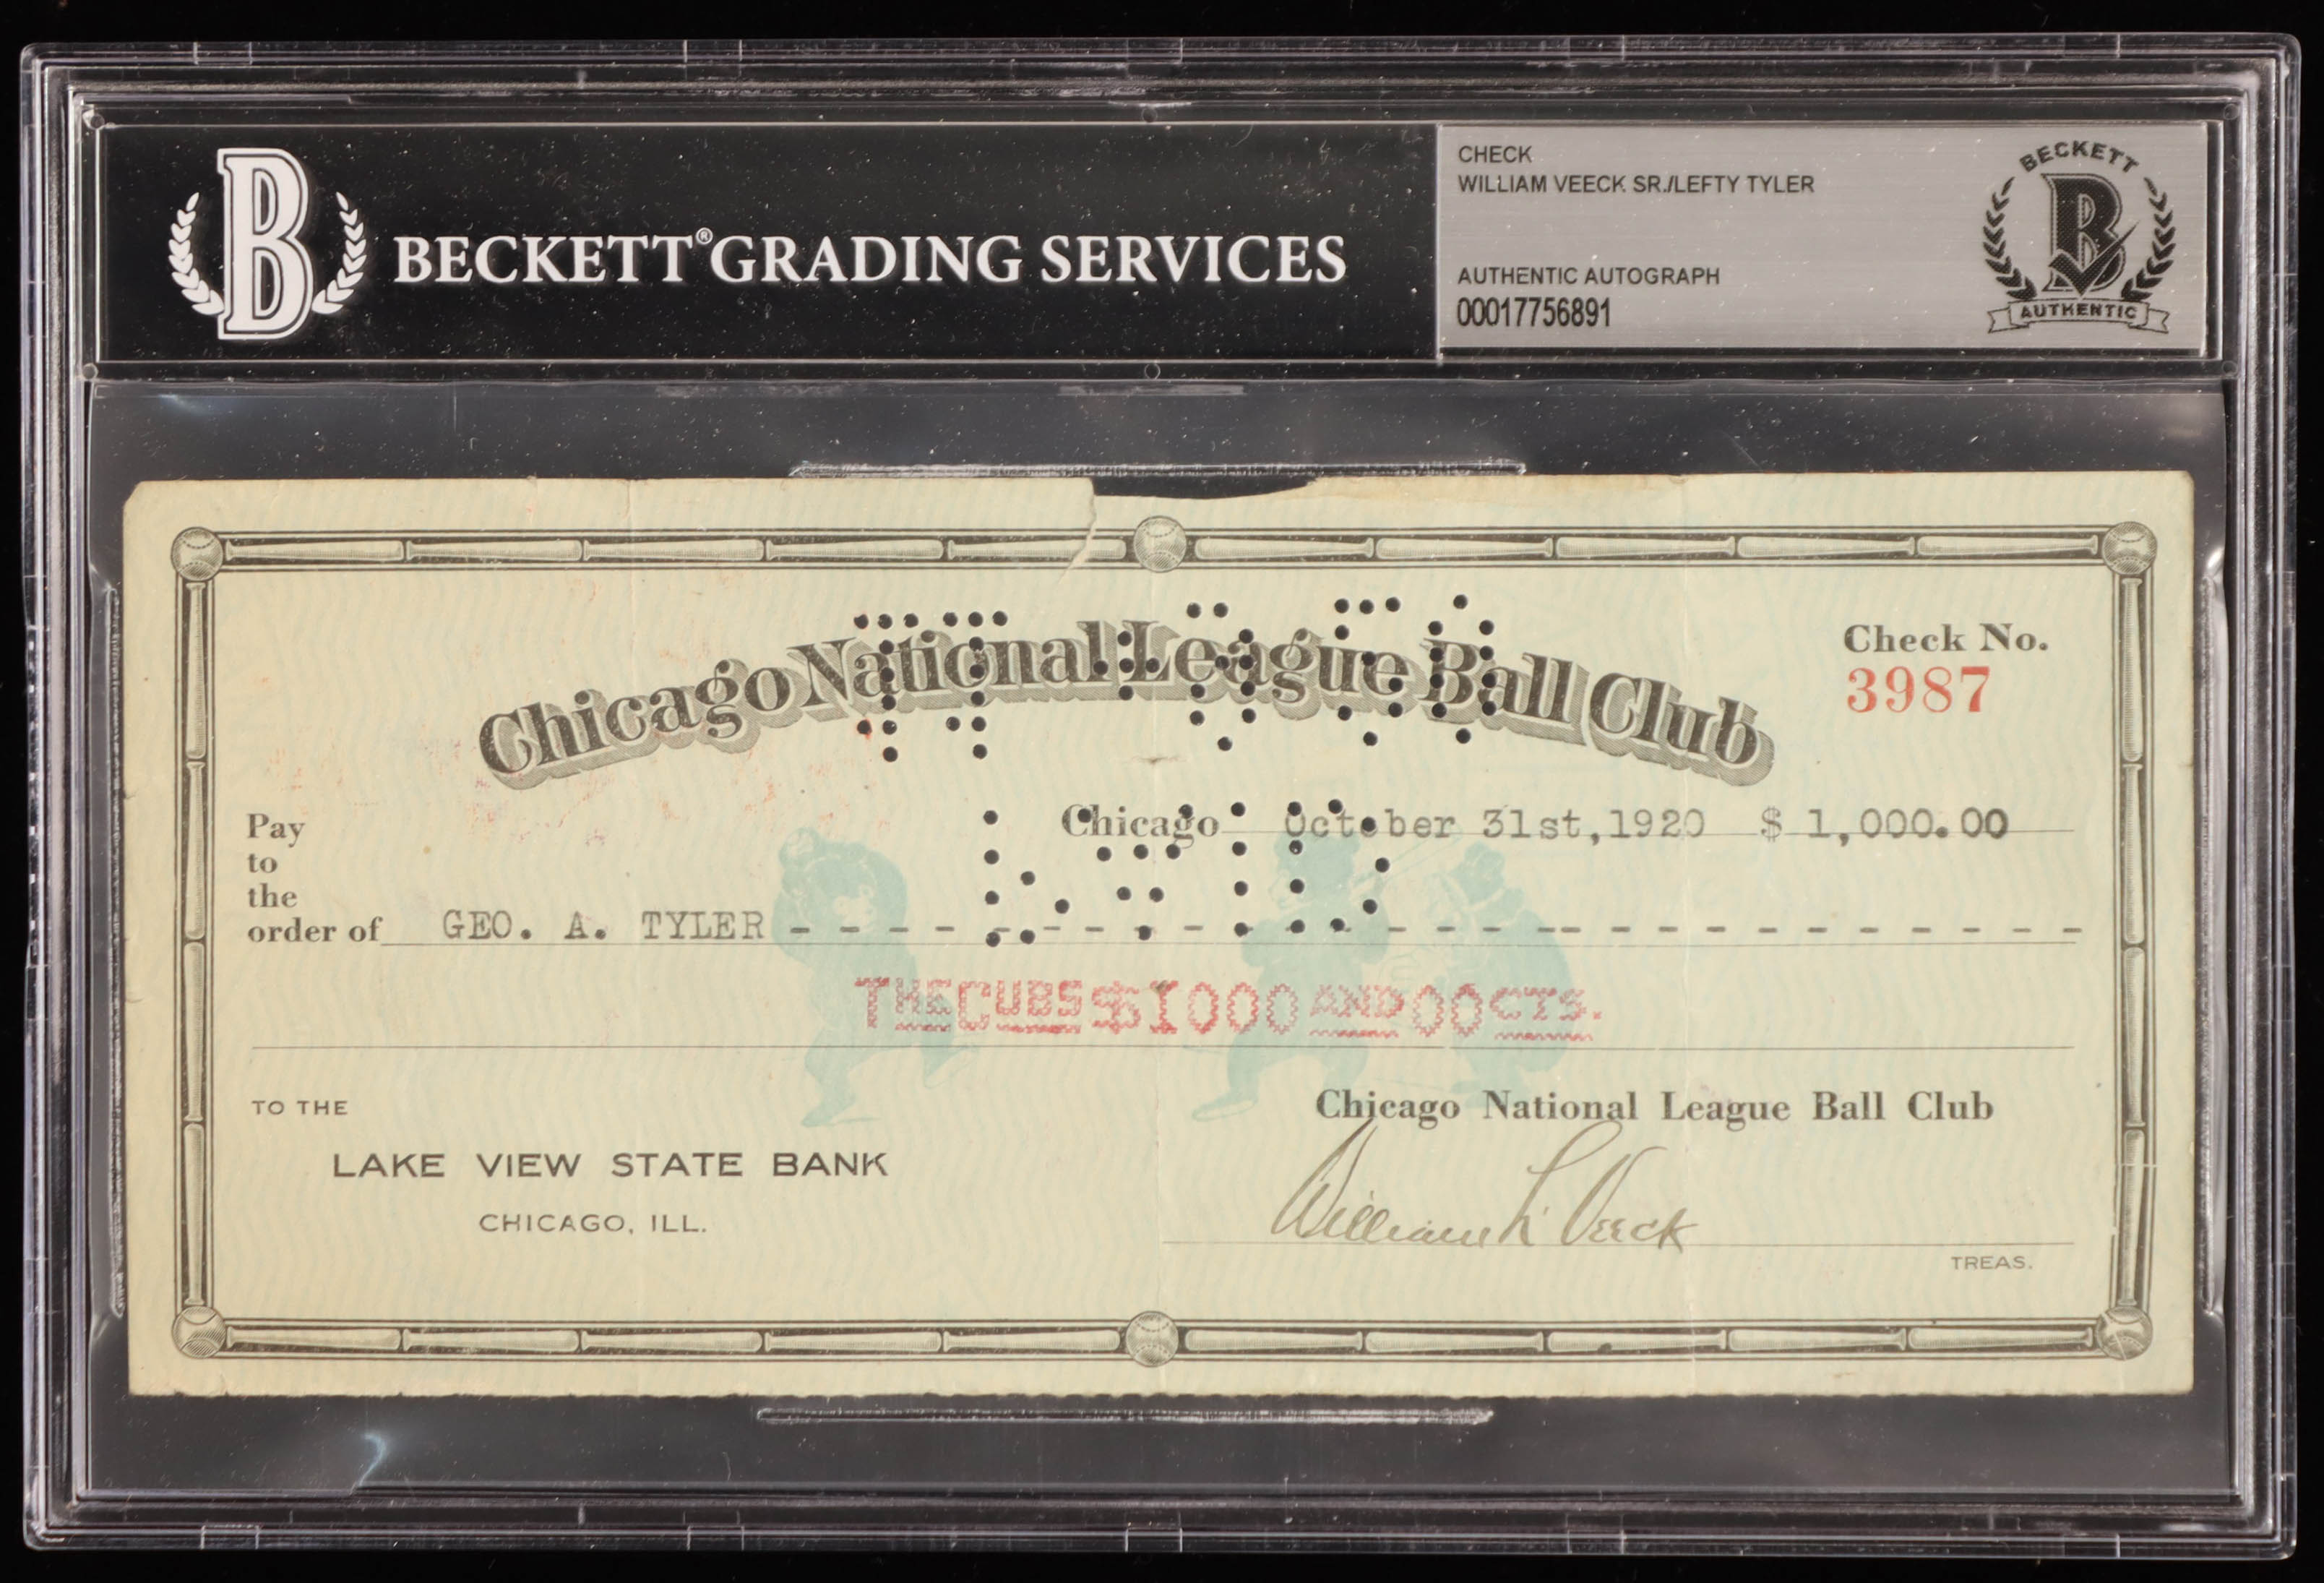 BECKETT® GRADING SERVICES
CHECK
WILLIAM VEECK SR./LEFTY TYLER
AUTHENTIC AUTOGRAPH
00017756891
BECKETT
B
AUTHENTIC
Chicago National League Ball Club
Check No.
3987
Chicago October 31st,1920 $ 1,000.00
Pay
to
the
order of GEO. A. TYLER - - - - - - - - - - - - - - - - - - - - - - - - - -
THE CUBS $1000 AND 00 CTS.
TO THE
LAKE VIEW STATE BANK
CHICAGO, ILL.
Chicago National League Ball Club
William L. Veeck
TREAS.